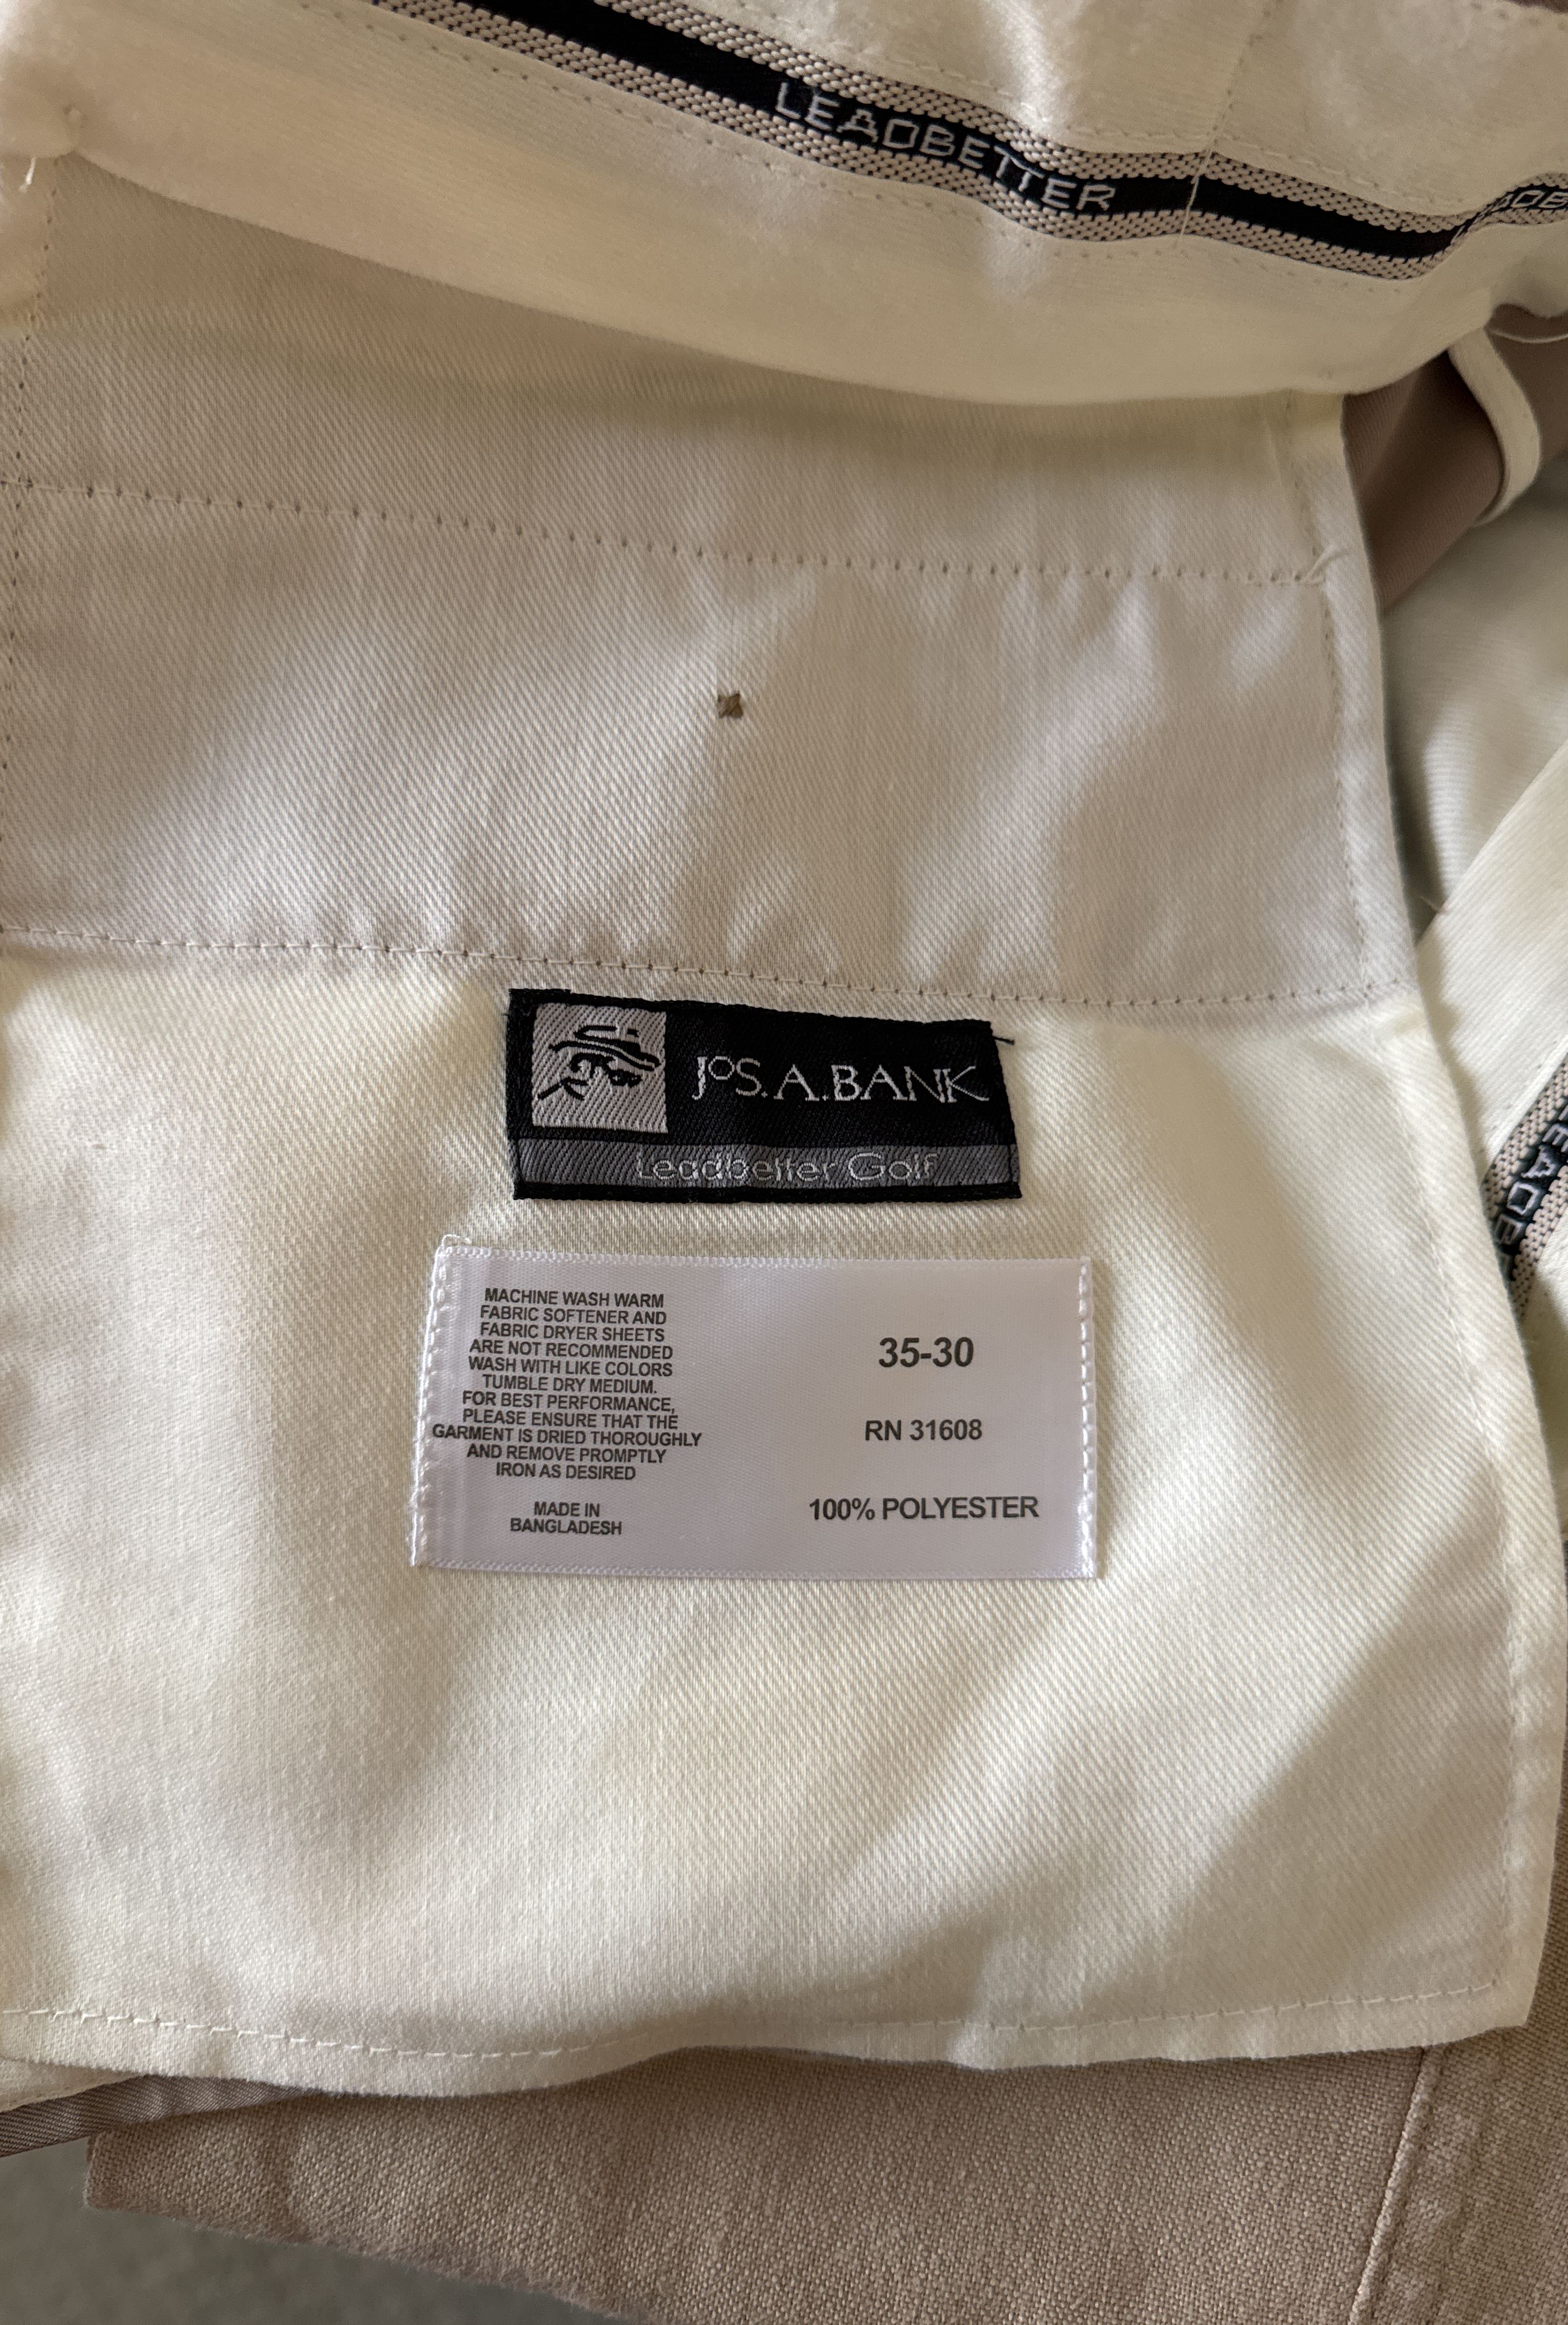 LEADBETTER
JOS.A.BANK
Leadbetter Golf
MACHINE WASH WARM
FABRIC SOFTENER AND
FABRIC DRYER SHEETS
ARE NOT RECOMMENDED
WASH WITH LIKE COLORS
TUMBLE DRY MEDIUM.
FOR BEST PERFORMANCE,
PLEASE ENSURE THAT THE
GARMENT IS DRIED THOROUGHLY
AND REMOVE PROMPTLY
IRON AS DESIRED
MADE IN
BANGLADESH
35-30
RN 31608
100% POLYESTER